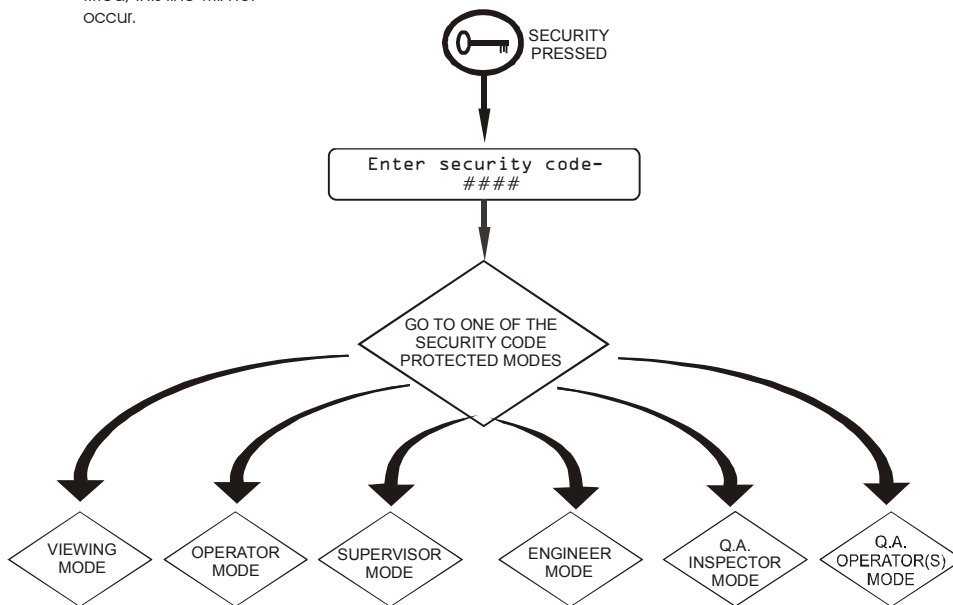 occur.
SECURITY
PRESSED
Enter security code-
####
GO TO ONE OF THE
SECURITY CODE
PROTECTED MODES
VIEWING
MODE
OPERATOR
MODE
SUPERVISOR
MODE
ENGINEER
MODE
Q.A.
INSPECTOR
MODE
Q.A.
OPERATOR(S)
MODE